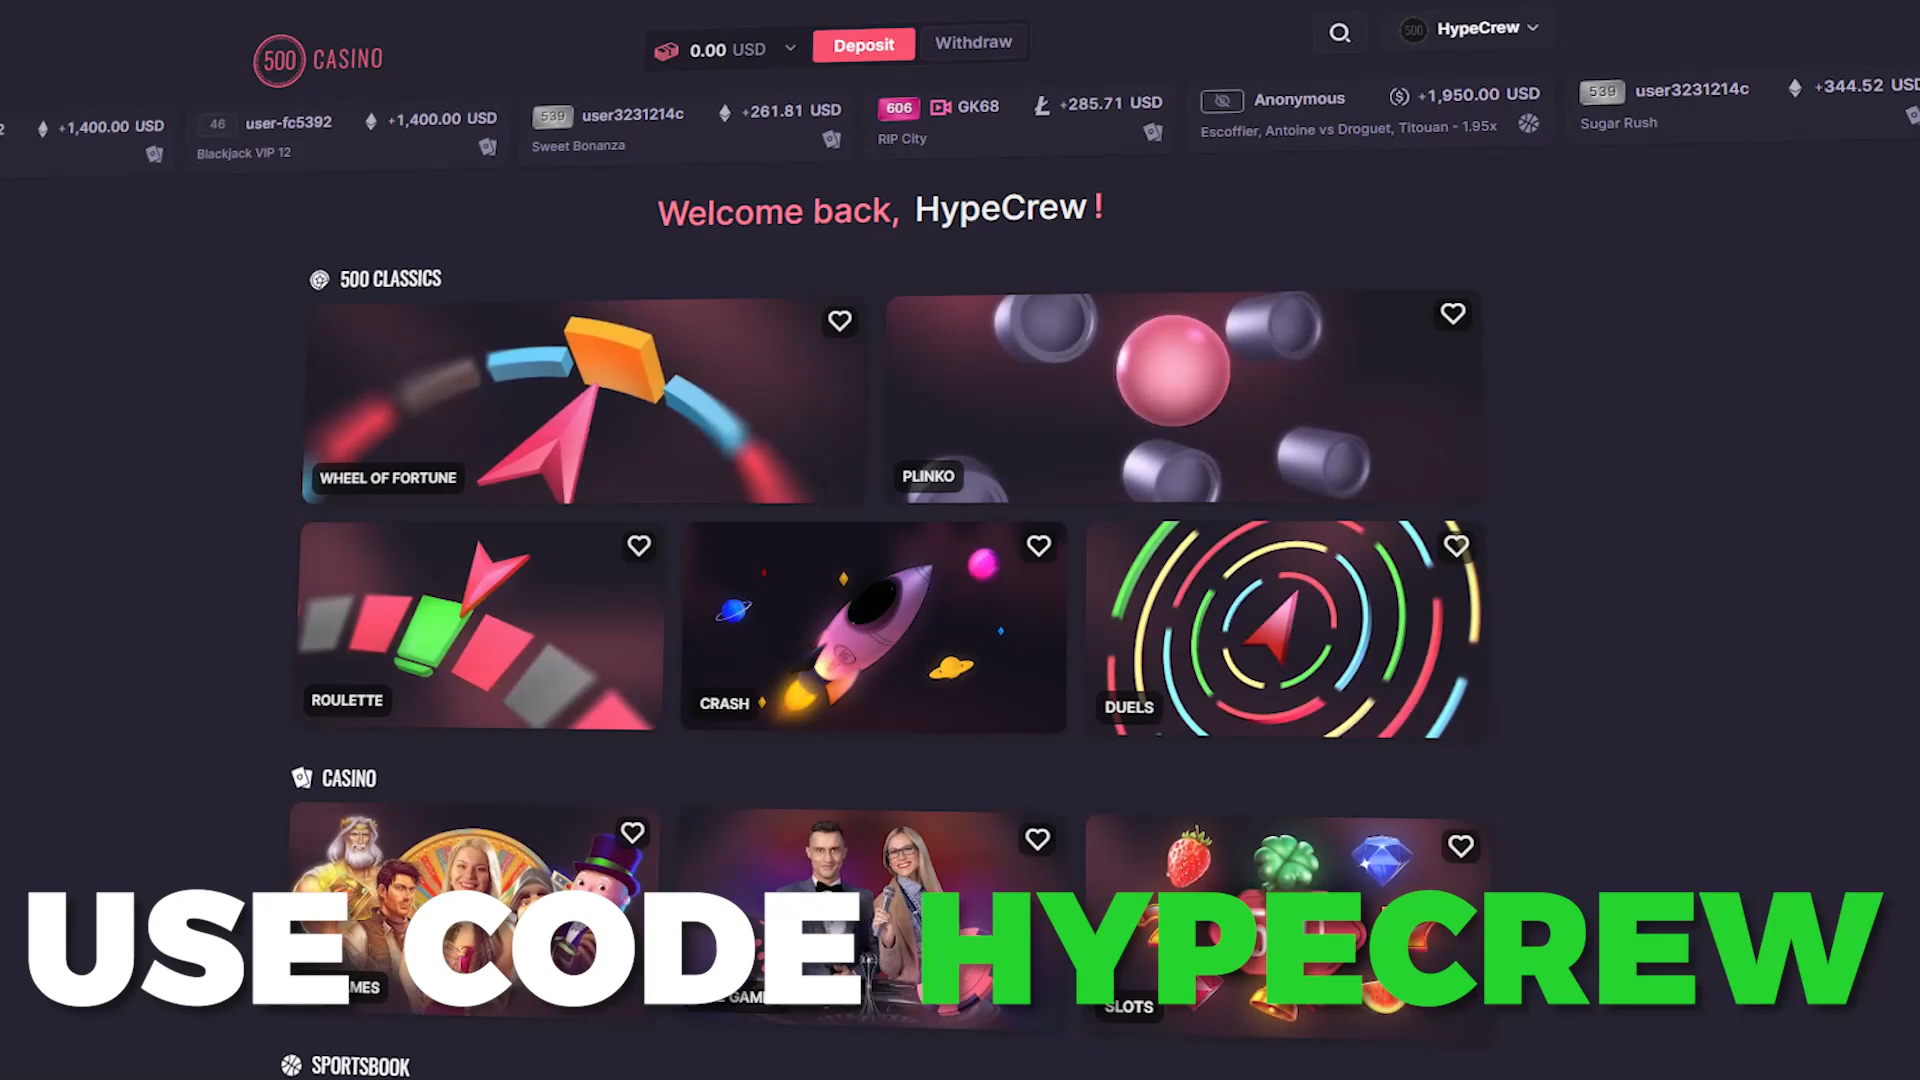 500 CASINO
0.00 USD
Deposit
Withdraw
500
HypeCrew
+1,400.00 USD
46 user-fc5392 +1,400.00 USD
Blackjack VIP 12
539 user3231214c +261.81 USD
Sweet Bonanza
606 GK68 +285.71 USD
RIP City
Anonymous +1,950.00 USD
Escoffier, Antoine vs Droguet, Titouan - 1.95x
539 user3231214c +344.52 USD
Sugar Rush
Welcome back, HypeCrew !
500 CLASSICS
WHEEL OF FORTUNE
PLINKO
ROULETTE
CRASH
DUELS
CASINO
USE CODE HYPECREW
SLOTS
SPORTSBOOK